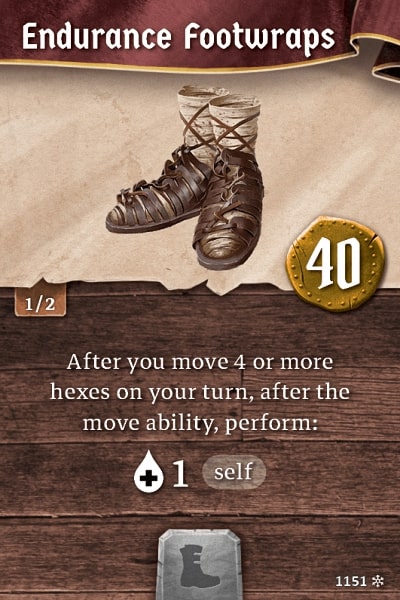 Endurance Footwraps
40
1/2
After you move 4 or more
hexes on your turn, after the
move ability, perform:
1 self
1151